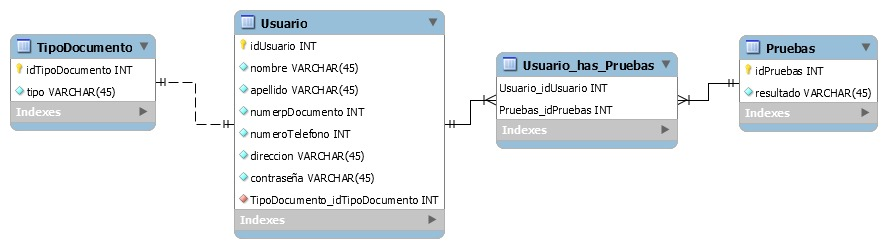 TipoDocumento
idTipoDocumento INT
tipo VARCHAR(45)
Indexes
Usuario
idUsuario INT
nombre VARCHAR(45)
apellido VARCHAR(45)
numerpDocumento INT
numeroTelefono INT
direccion VARCHAR(45)
contraseña VARCHAR(45)
TipoDocumento_idTipoDocumento INT
Indexes
Usuario_has_Pruebas
Usuario_idUsuario INT
Pruebas_idPruebas INT
Indexes
Pruebas
idPruebas INT
resultado VARCHAR(45)
Indexes